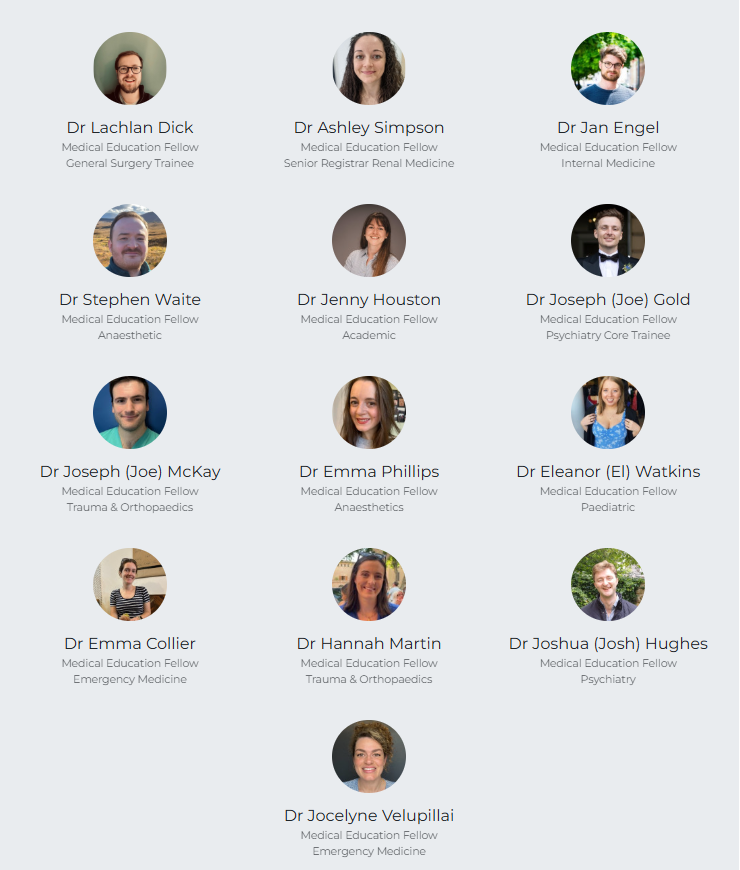 Dr Lachlan Dick
Medical Education Fellow
General Surgery Trainee
Dr Ashley Simpson
Medical Education Fellow
Senior Registrar Renal Medicine
Dr Jan Engel
Medical Education Fellow
Internal Medicine
Dr Stephen Waite
Medical Education Fellow
Anaesthetic
Dr Jenny Houston
Medical Education Fellow
Academic
Dr Joseph (Joe) Gold
Medical Education Fellow
Psychiatry Core Trainee
Dr Joseph (Joe) McKay
Medical Education Fellow
Trauma & Orthopaedics
Dr Emma Phillips
Medical Education Fellow
Anaesthetics
Dr Eleanor (El) Watkins
Medical Education Fellow
Paediatric
Dr Emma Collier
Medical Education Fellow
Emergency Medicine
Dr Hannah Martin
Medical Education Fellow
Trauma & Orthopaedics
Dr Joshua (Josh) Hughes
Medical Education Fellow
Psychiatry
Dr Jocelyne Velupillai
Medical Education Fellow
Emergency Medicine